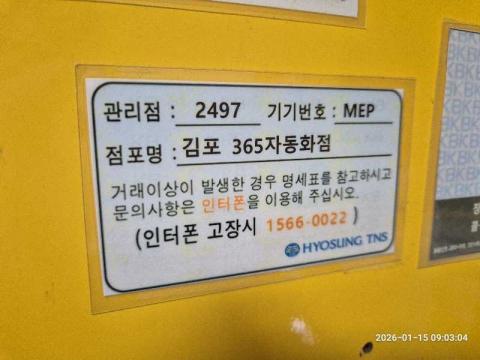 관리점 : 2497 기기번호 : MEP
점포명 : 김포 365자동화점
거래이상이 발생한 경우 명세표를 참고하시고
문의사항은 인터폰을 이용해 주십시오.
(인터폰 고장시 1566-0022)
HYOSUNG TNS
2026-01-15 09:03:04